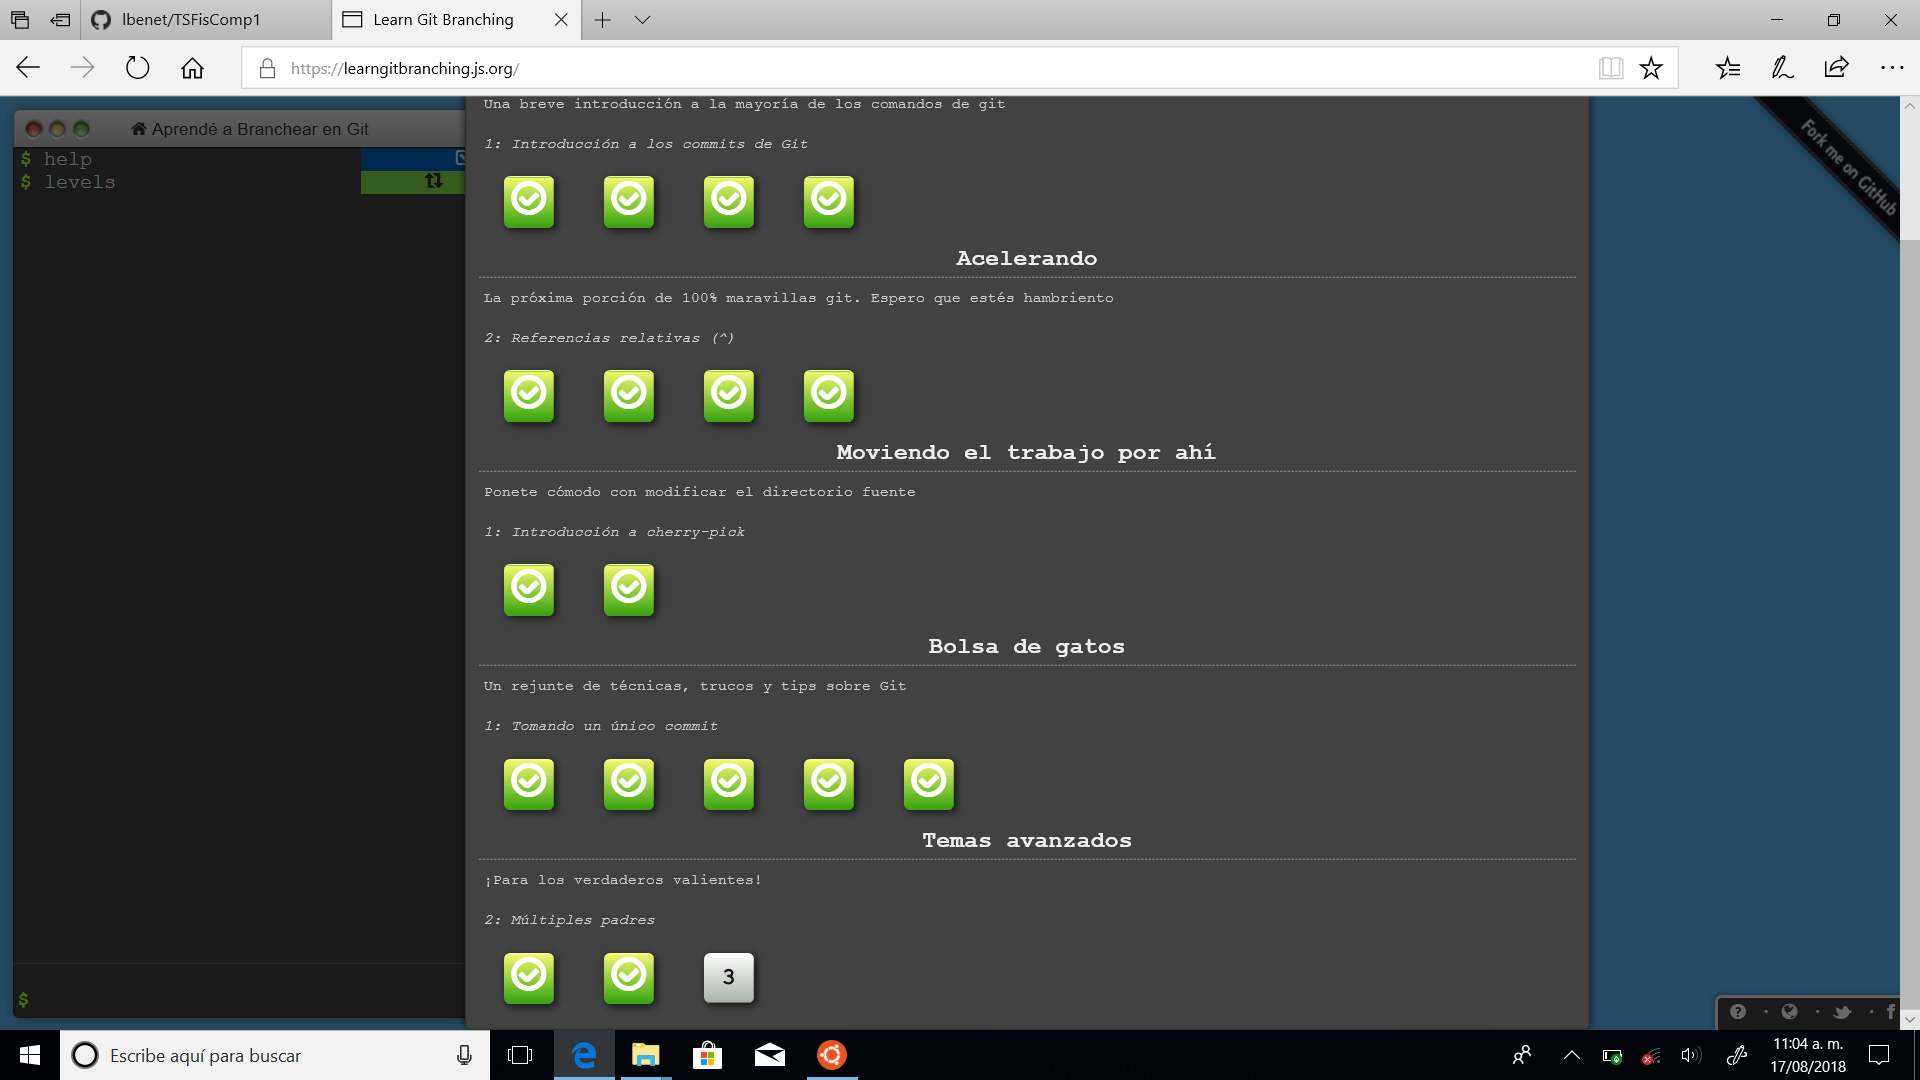 lbenet/TSFisComp1
Learn Git Branching
https://learngitbranching.js.org/
Aprendé a Branchear en Git
$ help
$ levels
$
Una breve introducción a la mayoría de los comandos de git
1: Introducción a los commits de Git
Acelerando
La próxima porción de 100% maravillas git. Espero que estés hambriento
2: Referencias relativas (^)
Moviendo el trabajo por ahí
Ponete cómodo con modificar el directorio fuente
1: Introducción a cherry-pick
Bolsa de gatos
Un rejunte de técnicas, trucos y tips sobre Git
1: Tomando un único commit
Temas avanzados
¡Para los verdaderos valientes!
2: Múltiples padres
3
Fork me on GitHub
Escribe aquí para buscar
11:04 a. m.
17/08/2018